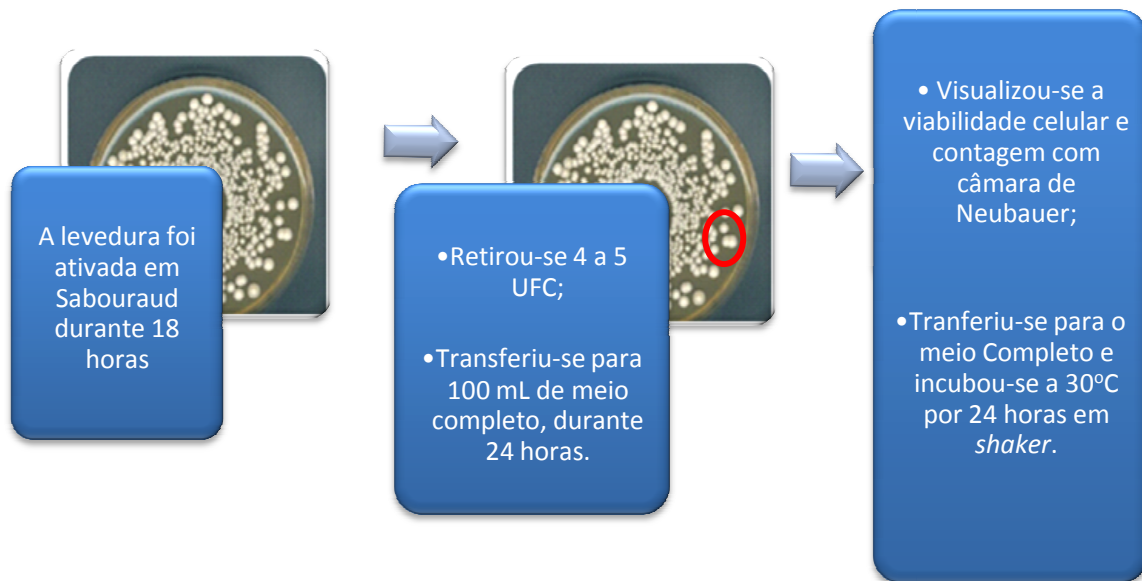 A levedura foi
ativada em
Sabouraud
durante 18
horas
•Retirou-se 4 a 5
UFC;
•Transferiu-se para
100 mL de meio
completo, durante
24 horas.
• Visualizou-se a
viabilidade celular e
contagem com
câmara de
Neubauer;
•Tranferiu-se para o
meio Completo e
incubou-se a 30ºC
por 24 horas em
shaker.